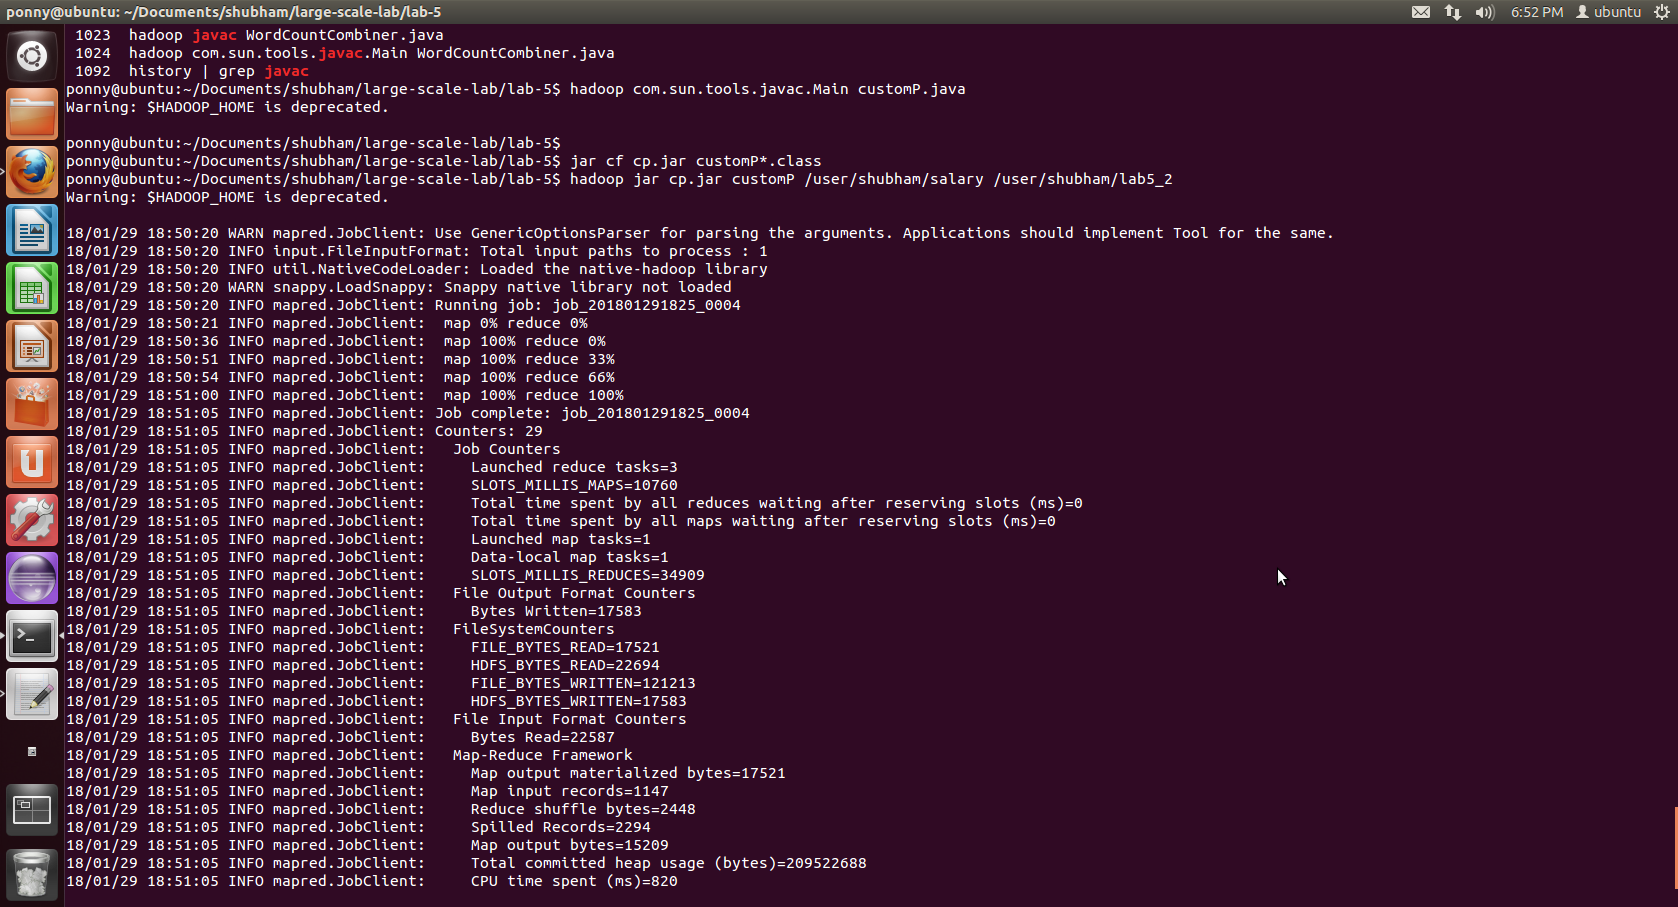 ponny@ubuntu: ~/Documents/shubham/large-scale-lab/lab-5
6:52 PM ubuntu
1023 hadoop javac WordCountCombiner.java
1024 hadoop com.sun.tools.javac.Main WordCountCombiner.java
1092 history | grep javac
ponny@ubuntu:~/Documents/shubham/large-scale-lab/lab-5$ hadoop com.sun.tools.javac.Main customP.java
Warning: $HADOOP_HOME is deprecated.
ponny@ubuntu:~/Documents/shubham/large-scale-lab/lab-5$
ponny@ubuntu:~/Documents/shubham/large-scale-lab/lab-5$ jar cf cp.jar customP*.class
ponny@ubuntu:~/Documents/shubham/large-scale-lab/lab-5$ hadoop jar cp.jar customP /user/shubham/salary /user/shubham/lab5_2
Warning: $HADOOP_HOME is deprecated.
18/01/29 18:50:20 WARN mapred.JobClient: Use GenericOptionsParser for parsing the arguments. Applications should implement Tool for the same.
18/01/29 18:50:20 INFO input.FileInputFormat: Total input paths to process : 1
18/01/29 18:50:20 INFO util.NativeCodeLoader: Loaded the native-hadoop library
18/01/29 18:50:20 WARN snappy.LoadSnappy: Snappy native library not loaded
18/01/29 18:50:20 INFO mapred.JobClient: Running job: job_201801291825_0004
18/01/29 18:50:21 INFO mapred.JobClient:  map 0% reduce 0%
18/01/29 18:50:36 INFO mapred.JobClient:  map 100% reduce 0%
18/01/29 18:50:51 INFO mapred.JobClient:  map 100% reduce 33%
18/01/29 18:50:54 INFO mapred.JobClient:  map 100% reduce 66%
18/01/29 18:51:00 INFO mapred.JobClient:  map 100% reduce 100%
18/01/29 18:51:05 INFO mapred.JobClient: Job complete: job_201801291825_0004
18/01/29 18:51:05 INFO mapred.JobClient: Counters: 29
18/01/29 18:51:05 INFO mapred.JobClient:   Job Counters
18/01/29 18:51:05 INFO mapred.JobClient:     Launched reduce tasks=3
18/01/29 18:51:05 INFO mapred.JobClient:     SLOTS_MILLIS_MAPS=10760
18/01/29 18:51:05 INFO mapred.JobClient:     Total time spent by all reduces waiting after reserving slots (ms)=0
18/01/29 18:51:05 INFO mapred.JobClient:     Total time spent by all maps waiting after reserving slots (ms)=0
18/01/29 18:51:05 INFO mapred.JobClient:     Launched map tasks=1
18/01/29 18:51:05 INFO mapred.JobClient:     Data-local map tasks=1
18/01/29 18:51:05 INFO mapred.JobClient:     SLOTS_MILLIS_REDUCES=34909
18/01/29 18:51:05 INFO mapred.JobClient:   File Output Format Counters
18/01/29 18:51:05 INFO mapred.JobClient:     Bytes Written=17583
18/01/29 18:51:05 INFO mapred.JobClient:   FileSystemCounters
18/01/29 18:51:05 INFO mapred.JobClient:     FILE_BYTES_READ=17521
18/01/29 18:51:05 INFO mapred.JobClient:     HDFS_BYTES_READ=22694
18/01/29 18:51:05 INFO mapred.JobClient:     FILE_BYTES_WRITTEN=121213
18/01/29 18:51:05 INFO mapred.JobClient:     HDFS_BYTES_WRITTEN=17583
18/01/29 18:51:05 INFO mapred.JobClient:   File Input Format Counters
18/01/29 18:51:05 INFO mapred.JobClient:     Bytes Read=22587
18/01/29 18:51:05 INFO mapred.JobClient:   Map-Reduce Framework
18/01/29 18:51:05 INFO mapred.JobClient:     Map output materialized bytes=17521
18/01/29 18:51:05 INFO mapred.JobClient:     Map input records=1147
18/01/29 18:51:05 INFO mapred.JobClient:     Reduce shuffle bytes=2448
18/01/29 18:51:05 INFO mapred.JobClient:     Spilled Records=2294
18/01/29 18:51:05 INFO mapred.JobClient:     Map output bytes=15209
18/01/29 18:51:05 INFO mapred.JobClient:     Total committed heap usage (bytes)=209522688
18/01/29 18:51:05 INFO mapred.JobClient:     CPU time spent (ms)=820